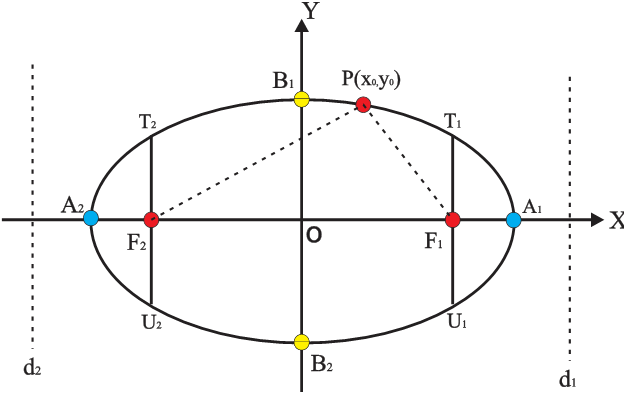 Y
B₁ P(x₀,y₀)
T₂ T₁
A₂ A₁
X
F₂ O F₁
U₂ U₁
B₂
d₂ d₁